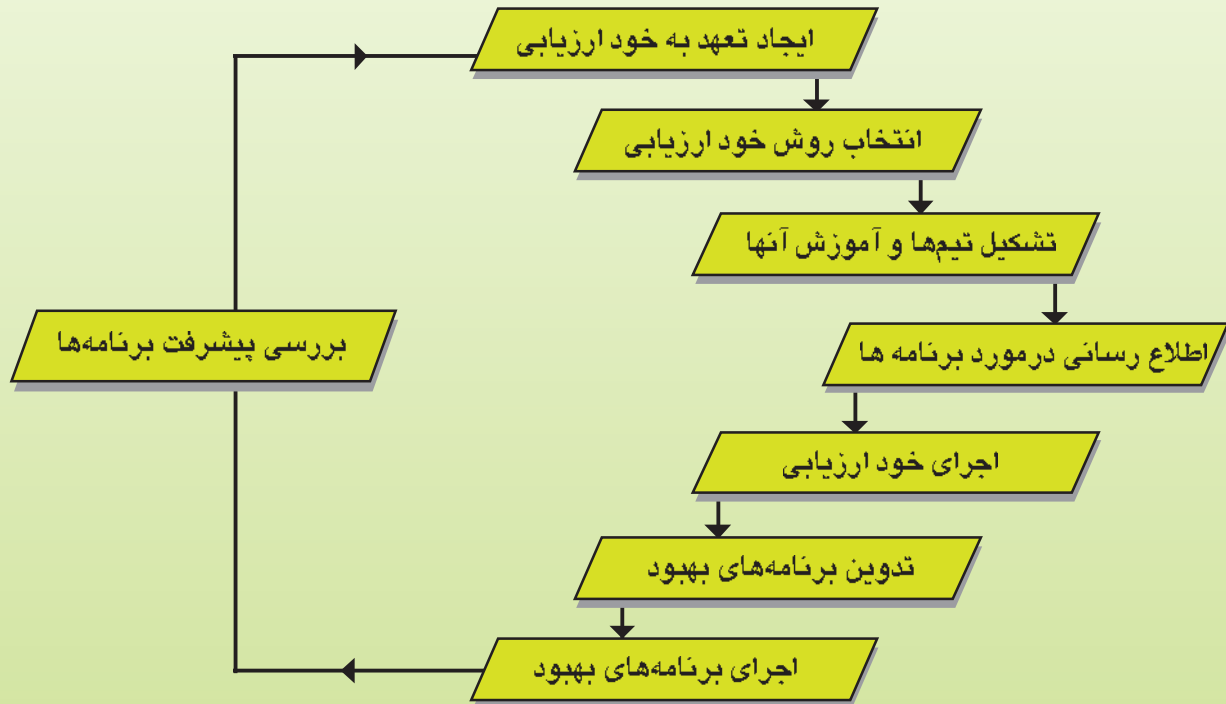 ایجاد تعهد به خود ارزیابی
انتخاب روش خود ارزیابی
تشکیل تیم‌ها و آموزش آنها
اطلاع رسانی درمورد برنامه ها
اجرای خود ارزیابی
تدوین برنامه‌های بهبود
اجرای برنامه‌های بهبود
بررسی پیشرفت برنامه‌ها